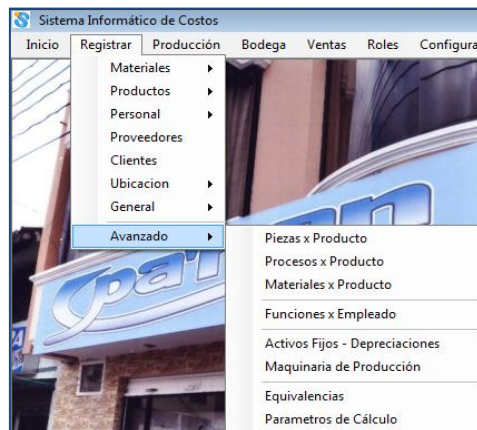 Sistema Informático de Costos
Inicio Registrar Producción Bodega Ventas Roles Configura
Materiales
Productos
Personal
Proveedores
Clientes
Ubicacion
General
Avanzado
Piezas x Producto
Procesos x Producto
Materiales x Producto
Funciones x Empleado
Activos Fijos - Depreciaciones
Maquinaria de Producción
Equivalencias
Parametros de Cálculo